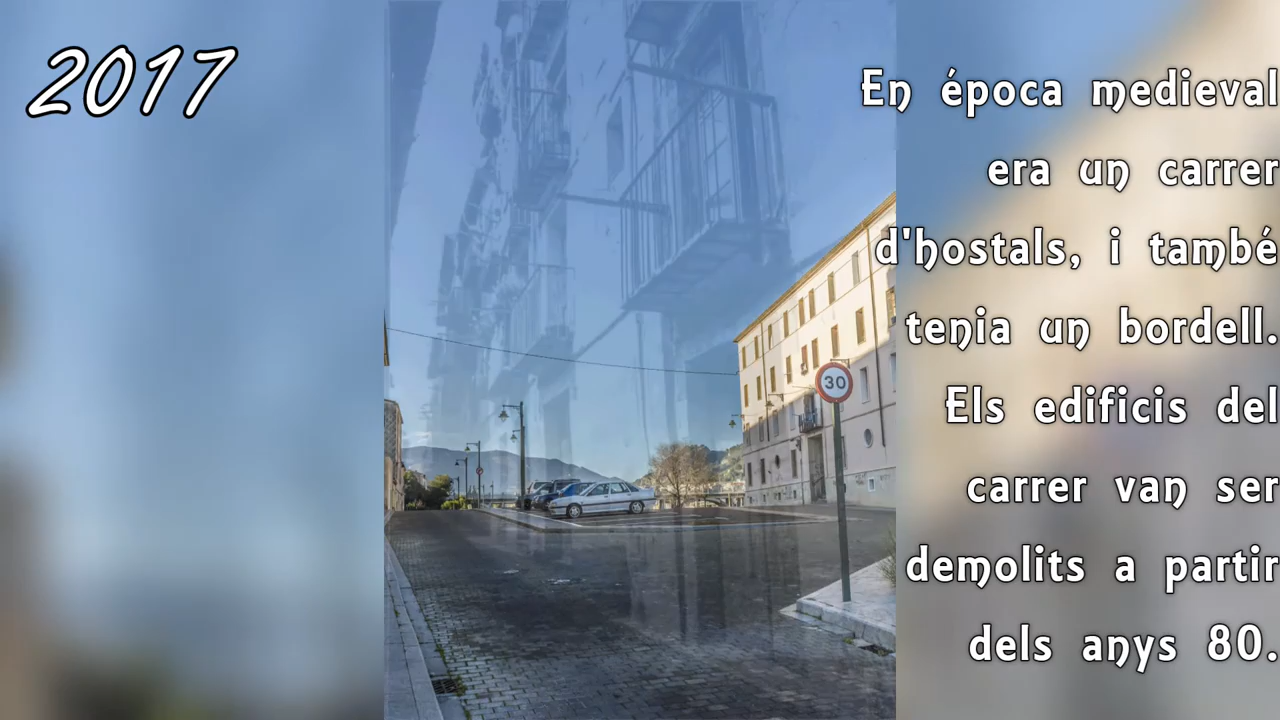 2017
En época medieval
era un carrer
d'hostals, i també
tenia un bordell.
Els edificis del
carrer van ser
demolits a partir
dels anys 80.
30